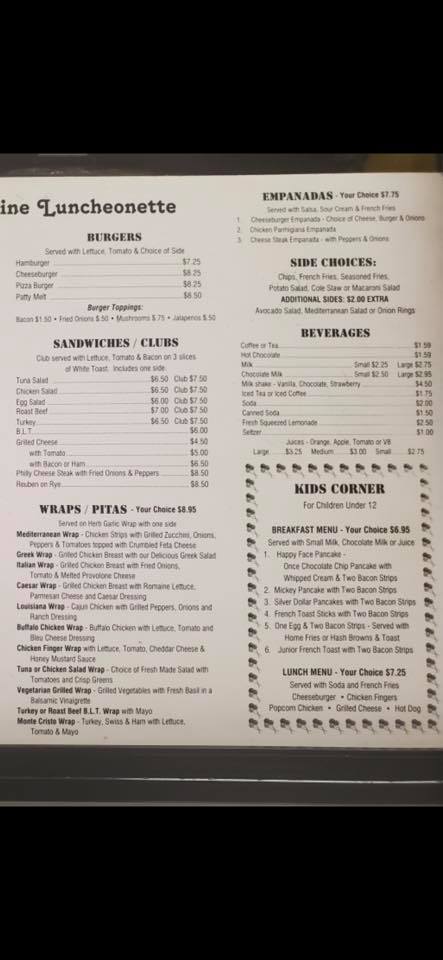 ine Luncheonette
BURGERS
Served with Lettuce, Tomato & Choice of Side
Hamburger $7.25
Cheeseburger $8.25
Pizza Burger $8.25
Patty Melt $8.50
Burger Toppings:
Bacon $1.50 • Fried Onions $.50 • Mushrooms $.75 • Jalapenos $.50
SANDWICHES / CLUBS
Club served with Lettuce, Tomato & Bacon on 3 slices
of White Toast. Includes one side.
Tuna Salad $6.50 Club $7.50
Chicken Salad $6.50 Club $7.50
Egg Salad $6.00 Club $7.50
Roast Beef $7.00 Club $7.50
Turkey $6.50 Club $7.50
B.L.T. $6.00
Grilled Cheese $4.50
with Tomato $5.00
with Bacon or Ham $6.50
Philly Cheese Steak with Fried Onions & Peppers $8.50
Reuben on Rye $8.50
WRAPS / PITAS - Your Choice $8.95
Served on Herb Garlic Wrap with one side
Mediterranean Wrap - Chicken Strips with Grilled Zucchini, Onions,
Peppers & Tomatoes topped with Crumbled Feta Cheese
Greek Wrap - Grilled Chicken Breast with our Delicious Greek Salad
Italian Wrap - Grilled Chicken Breast with Fried Onions,
Tomato & Melted Provolone Cheese
Caesar Wrap - Grilled Chicken Breast with Romaine Lettuce,
Parmesan Cheese and Caesar Dressing
Louisiana Wrap - Cajun Chicken with Grilled Peppers, Onions and
Ranch Dressing
Buffalo Chicken Wrap - Buffalo Chicken with Lettuce, Tomato and
Bleu Cheese Dressing
Chicken Finger Wrap with Lettuce, Tomato, Cheddar Cheese &
Honey Mustard Sauce
Tuna or Chicken Salad Wrap - Choice of Fresh Made Salad with
Tomatoes and Crisp Greens
Vegetarian Grilled Wrap - Grilled Vegetables with Fresh Basil in a
Balsamic Vinaigrette
Turkey or Roast Beef B.L.T. Wrap with Mayo
Monte Cristo Wrap - Turkey, Swiss & Ham with Lettuce,
Tomato & Mayo
EMPANADAS - Your Choice $7.75
Served with Salsa, Sour Cream & French Fries
1. Cheeseburger Empanada - Choice of Cheese, Burger & Onions
2. Chicken Parmigiana Empanada
3. Cheese Steak Empanada - with Peppers & Onions
SIDE CHOICES:
Chips, French Fries, Seasoned Fries,
Potato Salad, Cole Slaw or Macaroni Salad
ADDITIONAL SIDES: $2.00 EXTRA
Avocado Salad, Mediterranean Salad or Onion Rings
BEVERAGES
Coffee or Tea $1.59
Hot Chocolate $1.59
Milk Small $2.25 Large $2.75
Chocolate Milk Small $2.50 Large $2.95
Milk shake - Vanilla, Chocolate, Strawberry $4.50
Iced Tea or Iced Coffee $1.75
Soda $2.00
Canned Soda $1.50
Fresh Squeezed Lemonade $2.50
Seltzer $1.00
Juices - Orange, Apple, Tomato or V8
Large $3.25 Medium $3.00 Small $2.75
KIDS CORNER
For Children Under 12
BREAKFAST MENU - Your Choice $6.95
Served with Small Milk, Chocolate Milk or Juice
1. Happy Face Pancake -
Once Chocolate Chip Pancake with
Whipped Cream & Two Bacon Strips
2. Mickey Pancake with Two Bacon Strips
3. Silver Dollar Pancakes with Two Bacon Strips
4. French Toast Sticks with Two Bacon Strips
5. One Egg & Two Bacon Strips - Served with
Home Fries or Hash Browns & Toast
6. Junior French Toast with Two Bacon Strips
LUNCH MENU - Your Choice $7.25
Served with Soda and French Fries
Cheeseburger • Chicken Fingers
Popcorn Chicken • Grilled Cheese • Hot Dog